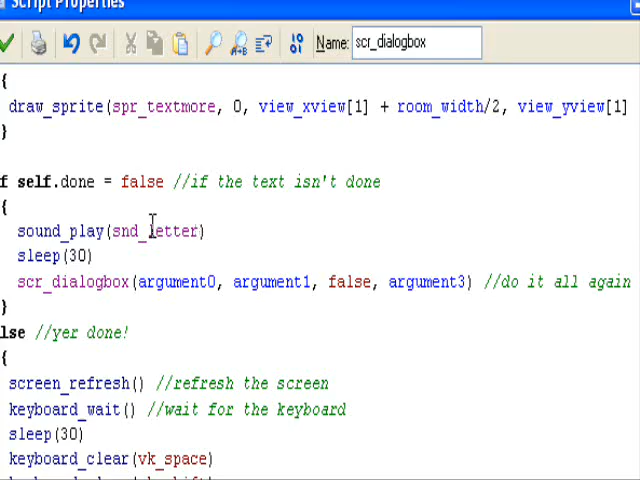 Script Properties
Name: scr_dialogbox
{
draw_sprite(spr_textmore, 0, view_xview[1] + room_width/2, view_yview[1]
}
f self.done = false //if the text isn't done
{
sound_play(snd_letter)
sleep(30)
scr_dialogbox(argument0, argument1, false, argument3) //do it all again
}
lse //yer done!
{
screen_refresh() //refresh the screen
keyboard_wait() //wait for the keyboard
sleep(30)
keyboard_clear(vk_space)